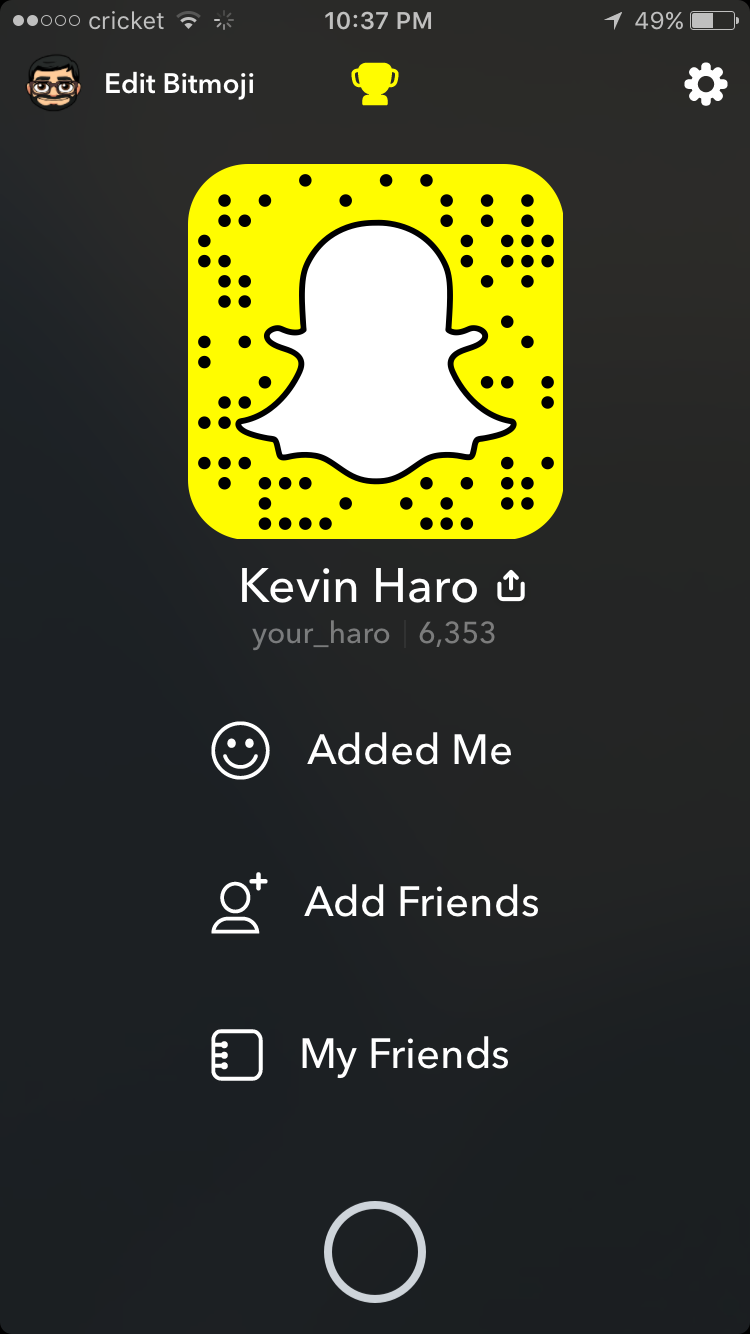 cricket 10:37 PM 49%
Edit Bitmoji
Kevin Haro
your_haro | 6,353
Added Me
Add Friends
My Friends